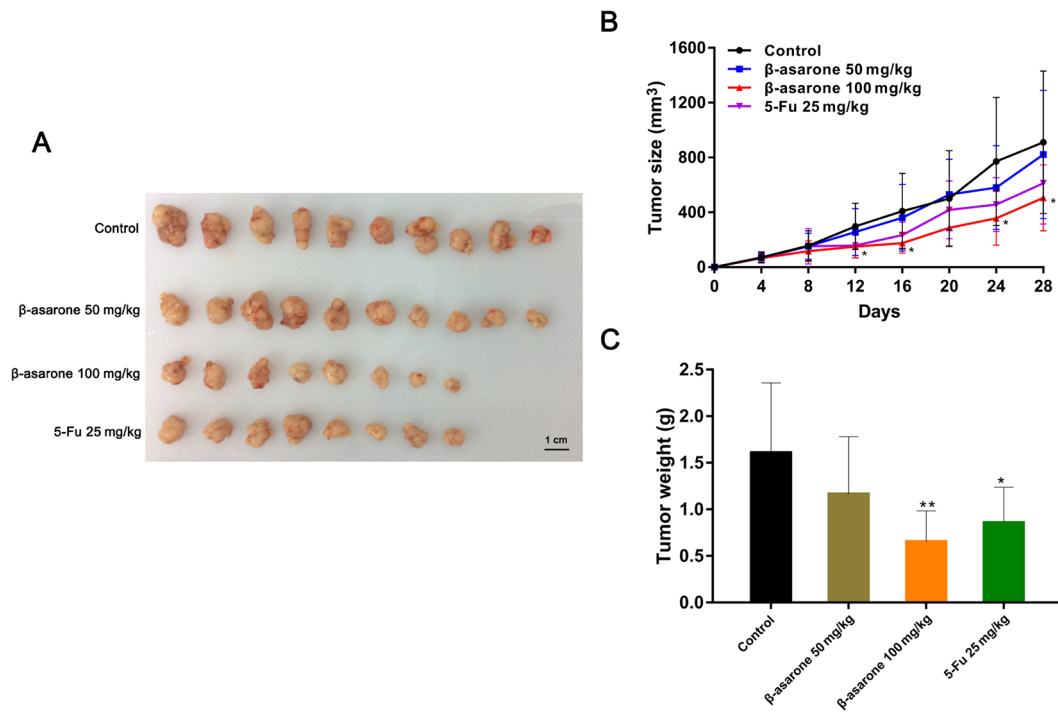 A
Control
β-asarone 50 mg/kg
β-asarone 100 mg/kg
5-Fu 25 mg/kg
1 cm
B
Control
β-asarone 50 mg/kg
β-asarone 100 mg/kg
5-Fu 25 mg/kg
Tumor size (mm³)
1600
1200
800
400
0
0 4 8 12 16 20 24 28
Days
*
*
*
*
C
Tumor weight (g)
2.5
2.0
1.5
1.0
0.5
0.0
**
*
Control
β-asarone 50 mg/kg
β-asarone 100 mg/kg
5-Fu 25 mg/kg